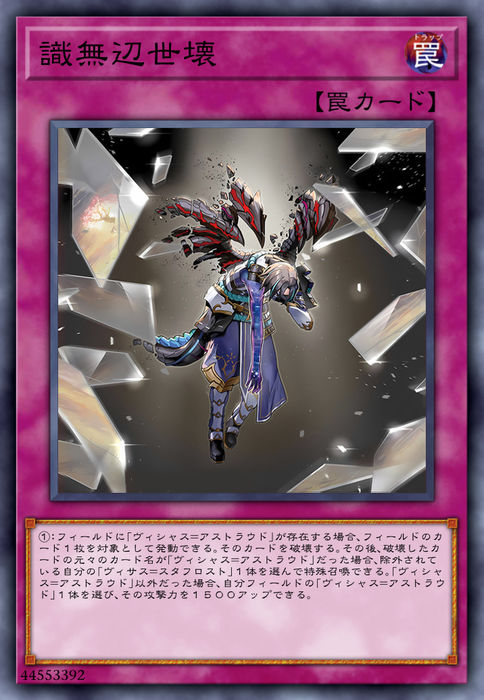 識無辺世壊
トラップ
罠
【罠カード】
①:フィールドに「ヴィシャス=アストラウド」が存在する場合、フィールドのカ
ード1枚を対象として発動できる。そのカードを破壊する。その後、破壊したカ
ードの元々のカード名が「ヴィシャス=アストラウド」だった場合、除外されて
いる自分の「ヴィサス=スタフロスト」1体を選んで特殊召喚できる。「ヴィシ
ャス=アストラウド」以外だった場合、自分フィールドの「ヴィシャス=アストラウ
ド」1体を選び、その攻撃力を1500アップできる。
44553392